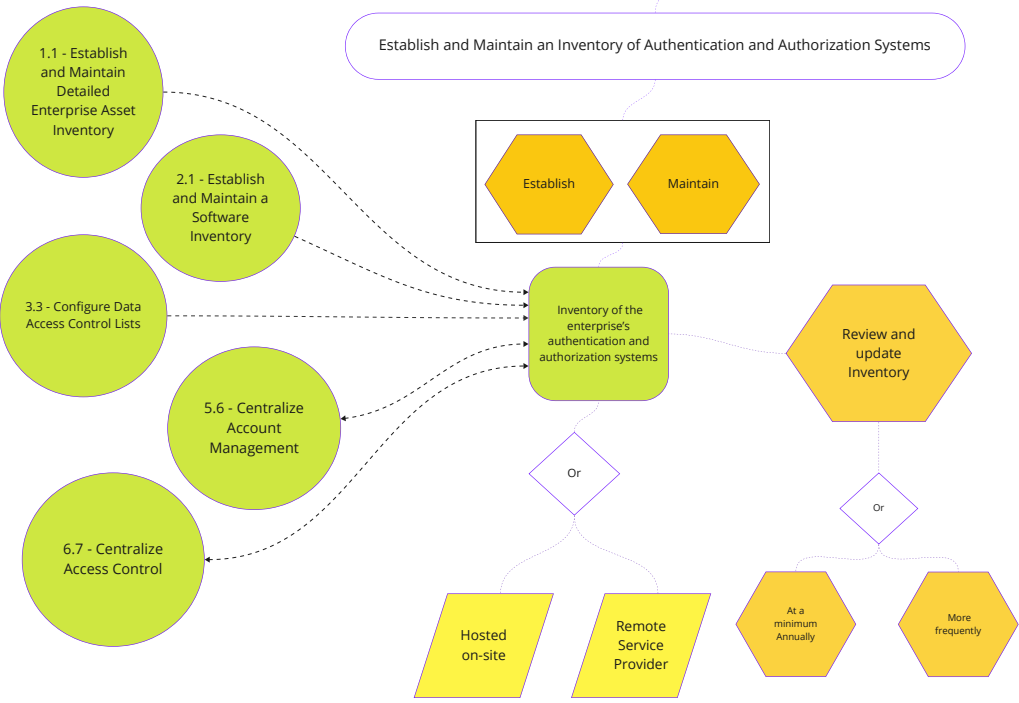 Establish and Maintain an Inventory of Authentication and Authorization Systems
1.1 - Establish
and Maintain
Detailed
Enterprise Asset
Inventory
2.1 - Establish
and Maintain a
Software
Inventory
Establish
Maintain
3.3 - Configure Data
Access Control Lists
Inventory of the
enterprise’s
authentication and
authorization systems
Review and
update
Inventory
5.6 - Centralize
Account
Management
Or
Or
6.7 - Centralize
Access Control
Hosted
on-site
Remote
Service
Provider
At a
minimum
Annually
More
frequently